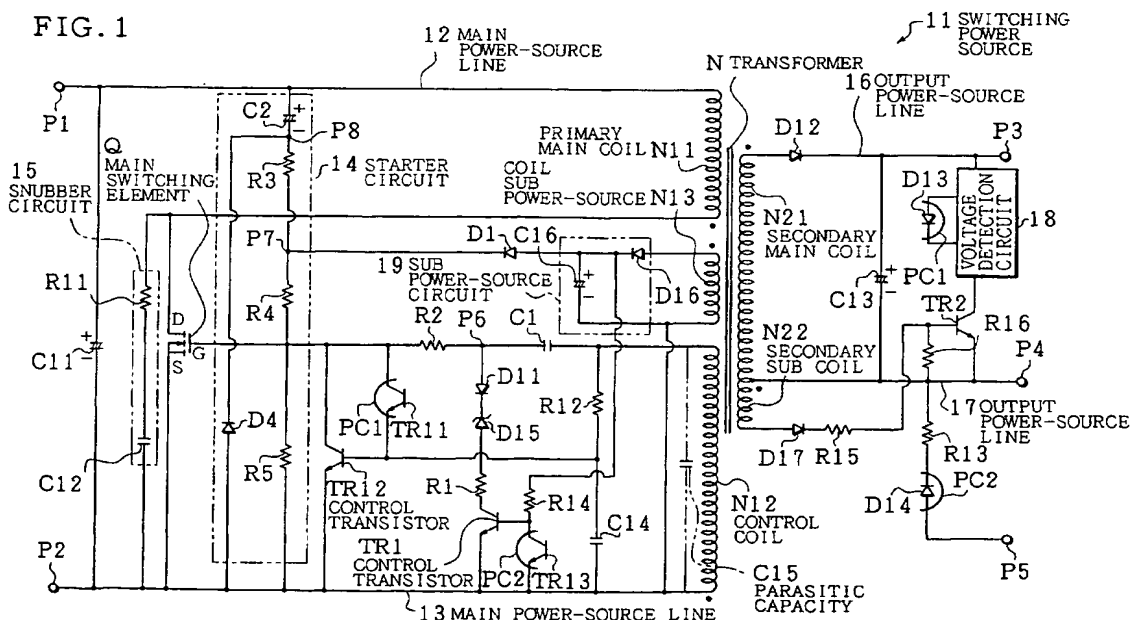 FIG. 1
11 SWITCHING
POWER
SOURCE
12 MAIN
POWER-SOURCE
LINE
N TRANSFORMER
16 OUTPUT
POWER-SOURCE
LINE
P1
C2
+
-
P8
Q
MAIN
SWITCHING
ELEMENT
15
SNUBBER
CIRCUIT
R3
14 STARTER
CIRCUIT
PRIMARY
MAIN COIL
N11
COIL
SUB
POWER-SOURCE
N13
D12
P3
D13
PC1
VOLTAGE
DETECTION
CIRCUIT
18
N21
SECONDARY
MAIN COIL
P7
D1
C16
+
-
D16
19 SUB
POWER-SOURCE
CIRCUIT
C13
+
-
TR2
R16
P4
R11
R4
R2
P6
C1
D
G
S
C11
+
-
N22
SECONDARY
SUB COIL
D11
D15
R12
PC1
TR11
D4
R5
17 OUTPUT
POWER-SOURCE
LINE
D17
R15
R13
D14
PC2
C12
TR12
CONTROL
TRANSISTOR
R1
R14
N12
CONTROL
COIL
C14
P5
P2
TR1
CONTROL
TRANSISTOR
PC2
TR13
C15
PARASITIC
CAPACITY
13 MAIN POWER-SOURCE LINE